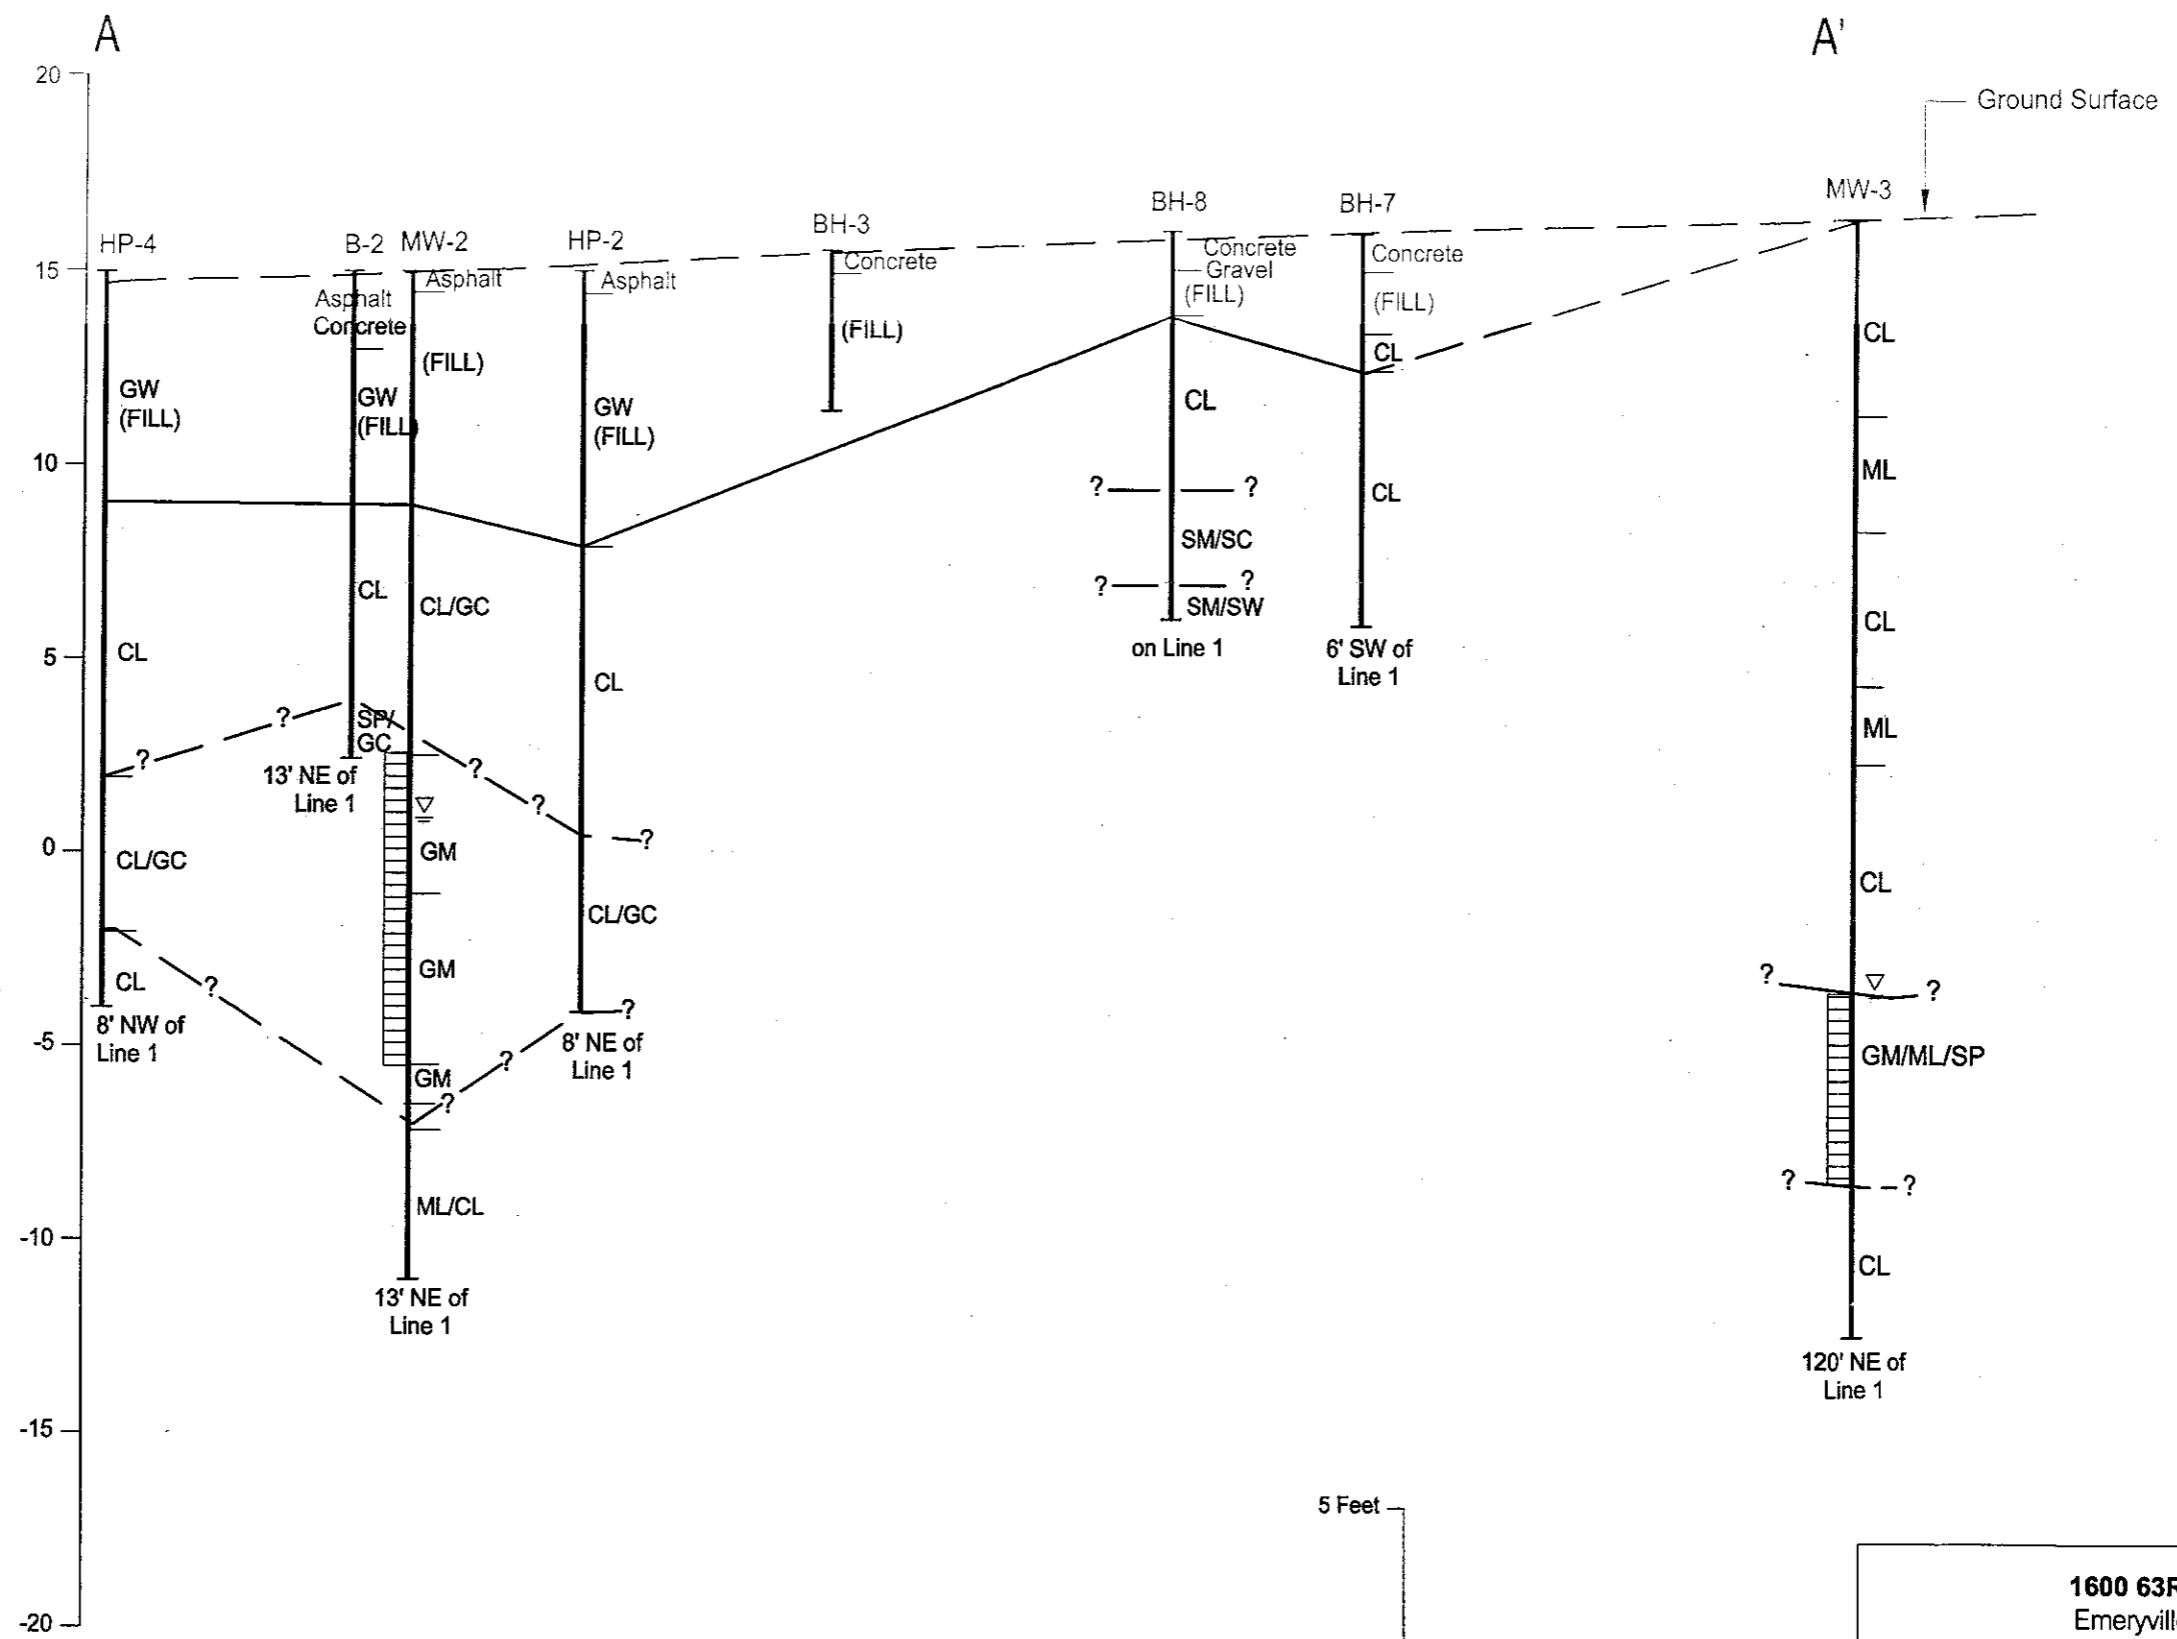 A
A'
20
Ground Surface
MW-3
BH-8
BH-7
BH-3
HP-4
B-2
MW-2
HP-2
15
Concrete
Gravel
(FILL)
Concrete
(FILL)
Concrete
(FILL)
Asphalt
Asphalt
Asphalt
Concrete
(FILL)
CL
CL
GW
(FILL)
GW
(FILL)
GW
(FILL)
CL
10
ML
?
?
CL
SM/SC
?
?
SM/SW
CL
CL/GC
on Line 1
6' SW of
Line 1
CL
5
CL
CL
?
SP/
GC
ML
?
?
13' NE of
Line 1
?
?
0
CL/GC
GM
CL
CL/GC
GM
?
?
CL
?
?
8' NW of
Line 1
-5
8' NE of
Line 1
?
GM
?
GM/ML/SP
?
?
ML/CL
-10
CL
13' NE of
Line 1
120' NE of
Line 1
-15
5 Feet
1600 63R
Emeryville
-20